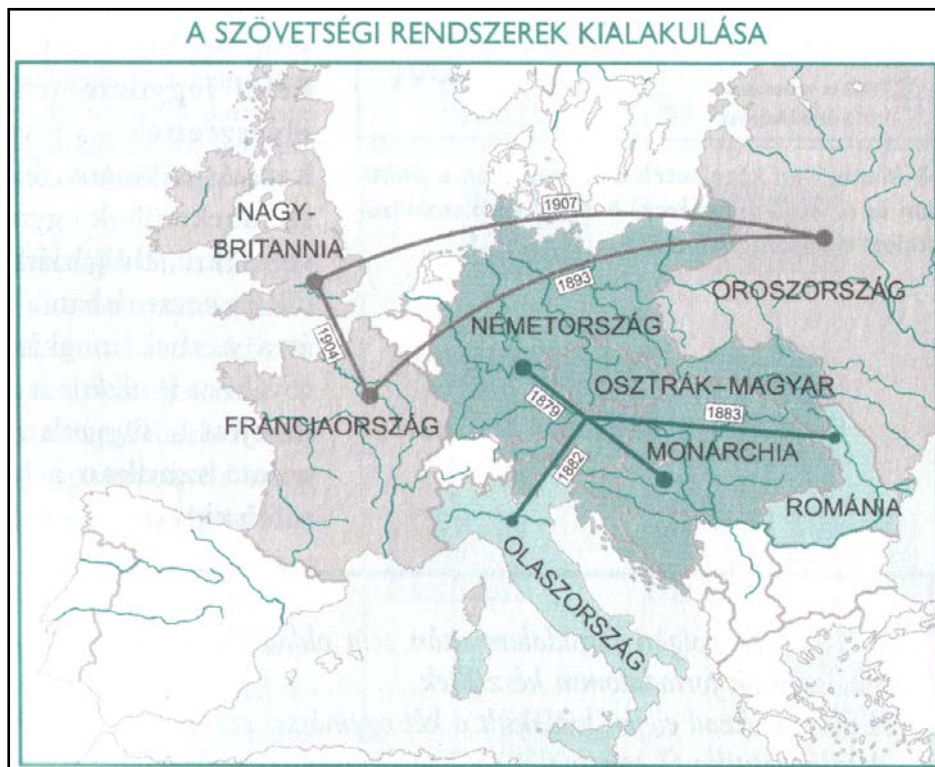 A SZÖVETSÉGI RENDSZEREK KIALAKULÁSA
NAGY-
BRITANNIA
1907
OROSZORSZÁG
1893
NÉMETORSZÁG
1904
OSZTRÁK–MAGYAR
1879
1883
FRANCIAORSZÁG
MONARCHIA
1882
ROMÁNIA
OLASZORSZÁG